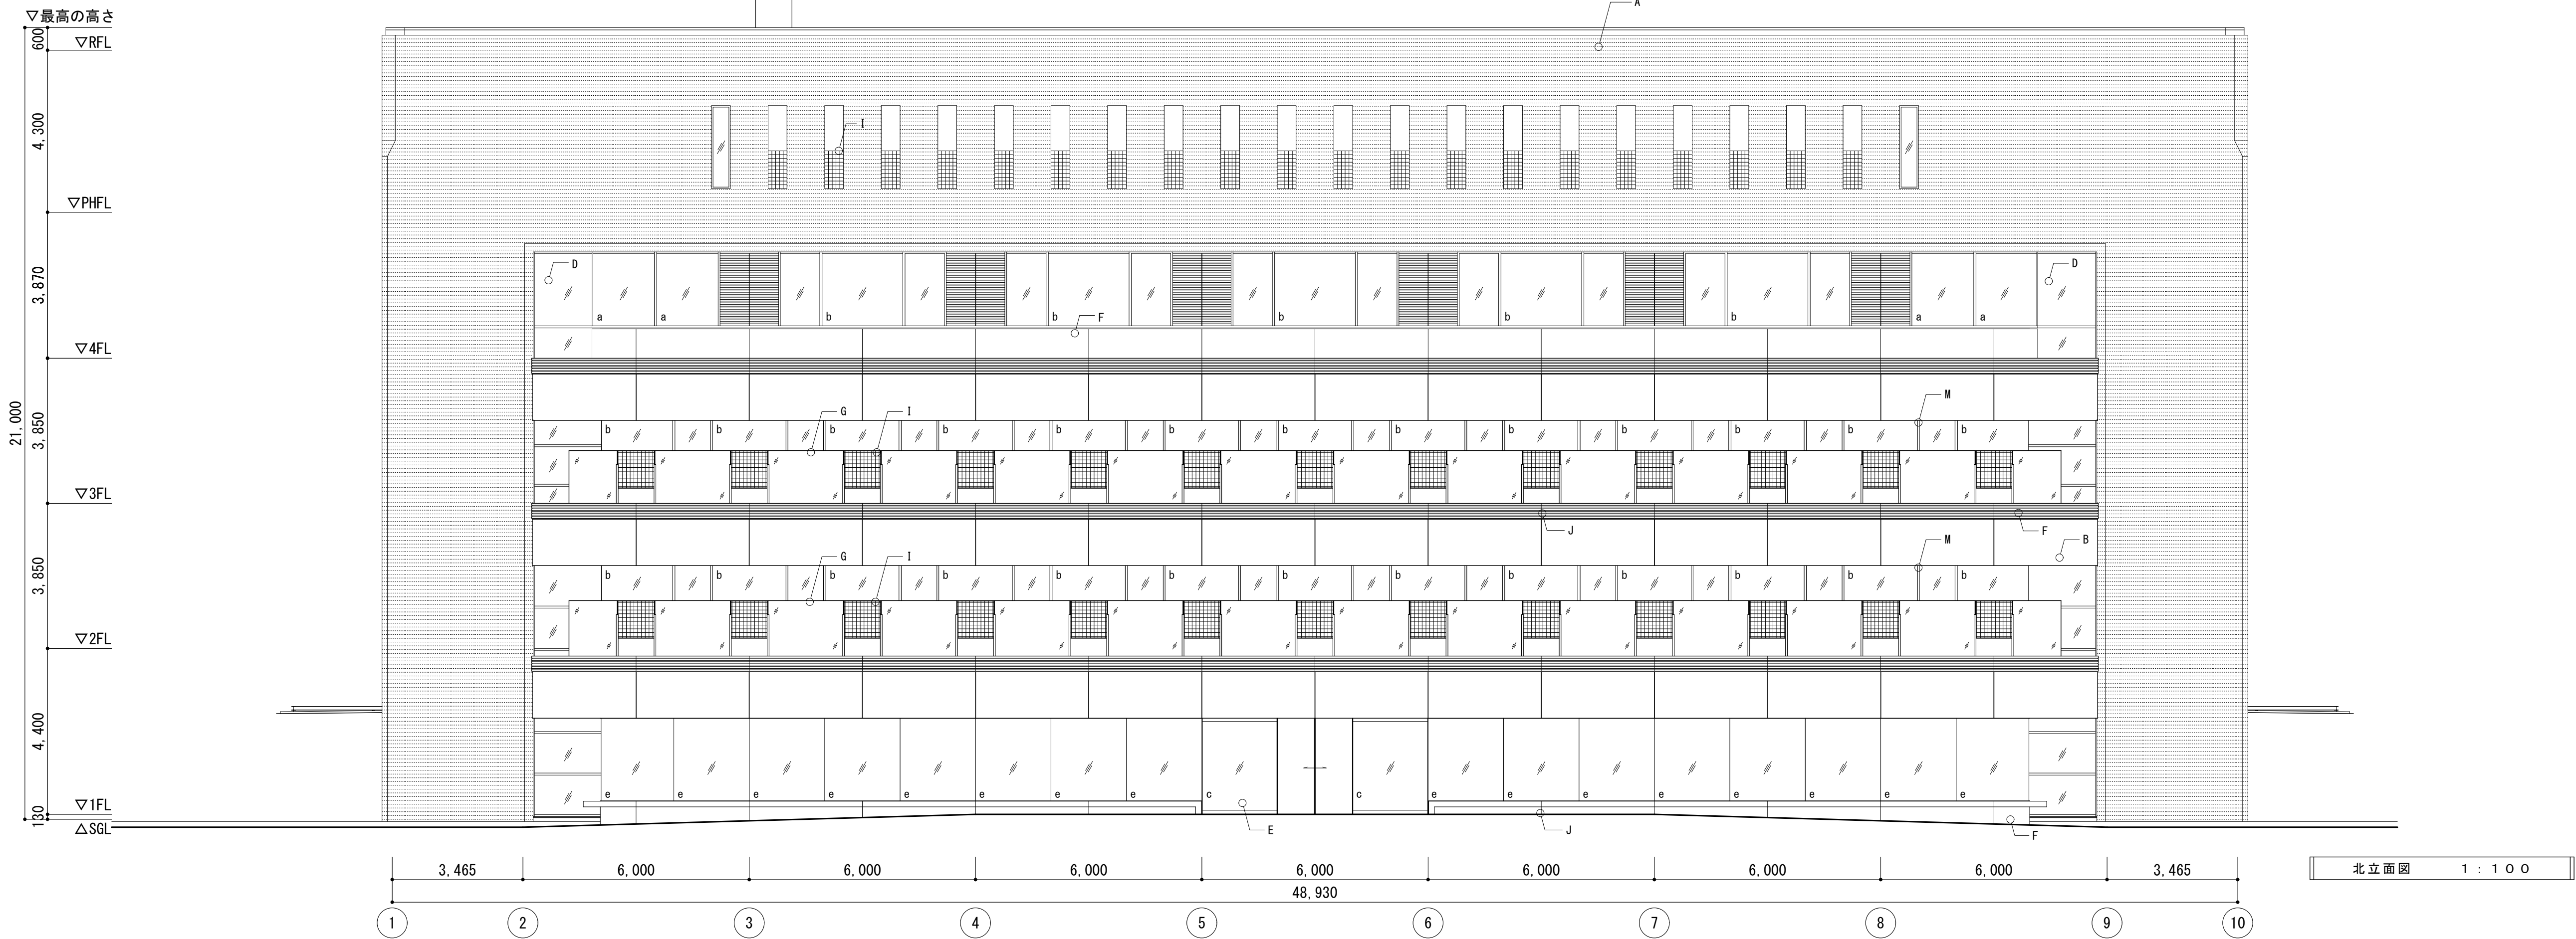 A
▽最高の高さ
600
▽RFL
4,300
I
▽PHFL
3,870
D
D
a a b b b b b a a
F
▽4FL
21,000
3,850
G I M
b b b b b b b b b b b b b
▽3FL
J F
3,850
B
G I M
b b b b b b b b b b b b b
▽2FL
4,400
e e e e e e e e c c e e e e e e e e
▽1FL
130
△SGL
E J F
3,465 6,000 6,000 6,000 6,000 6,000 6,000 6,000 3,465
48,930
北立面図 1:100
1 2 3 4 5 6 7 8 9 10